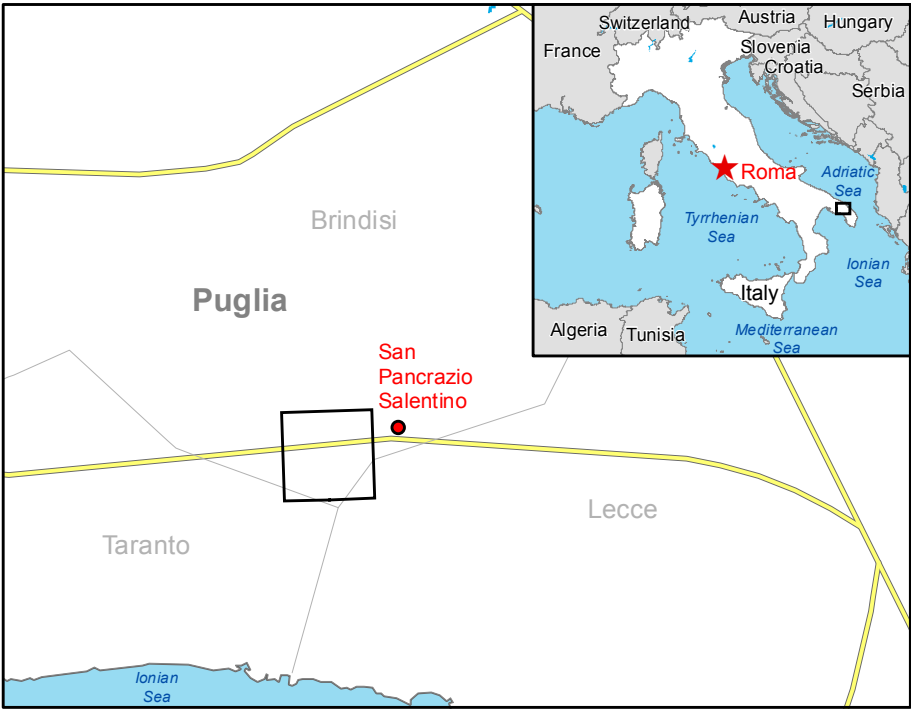 Brindisi
Puglia
San
Pancrazio
Salentino
Lecce
Taranto
Ionian
Sea
Switzerland
Austria
Hungary
France
Slovenia
Croatia
Serbia
Roma
Adriatic
Sea
Tyrrhenian
Sea
Ionian
Sea
Italy
Algeria
Tunisia
Mediterranean
Sea